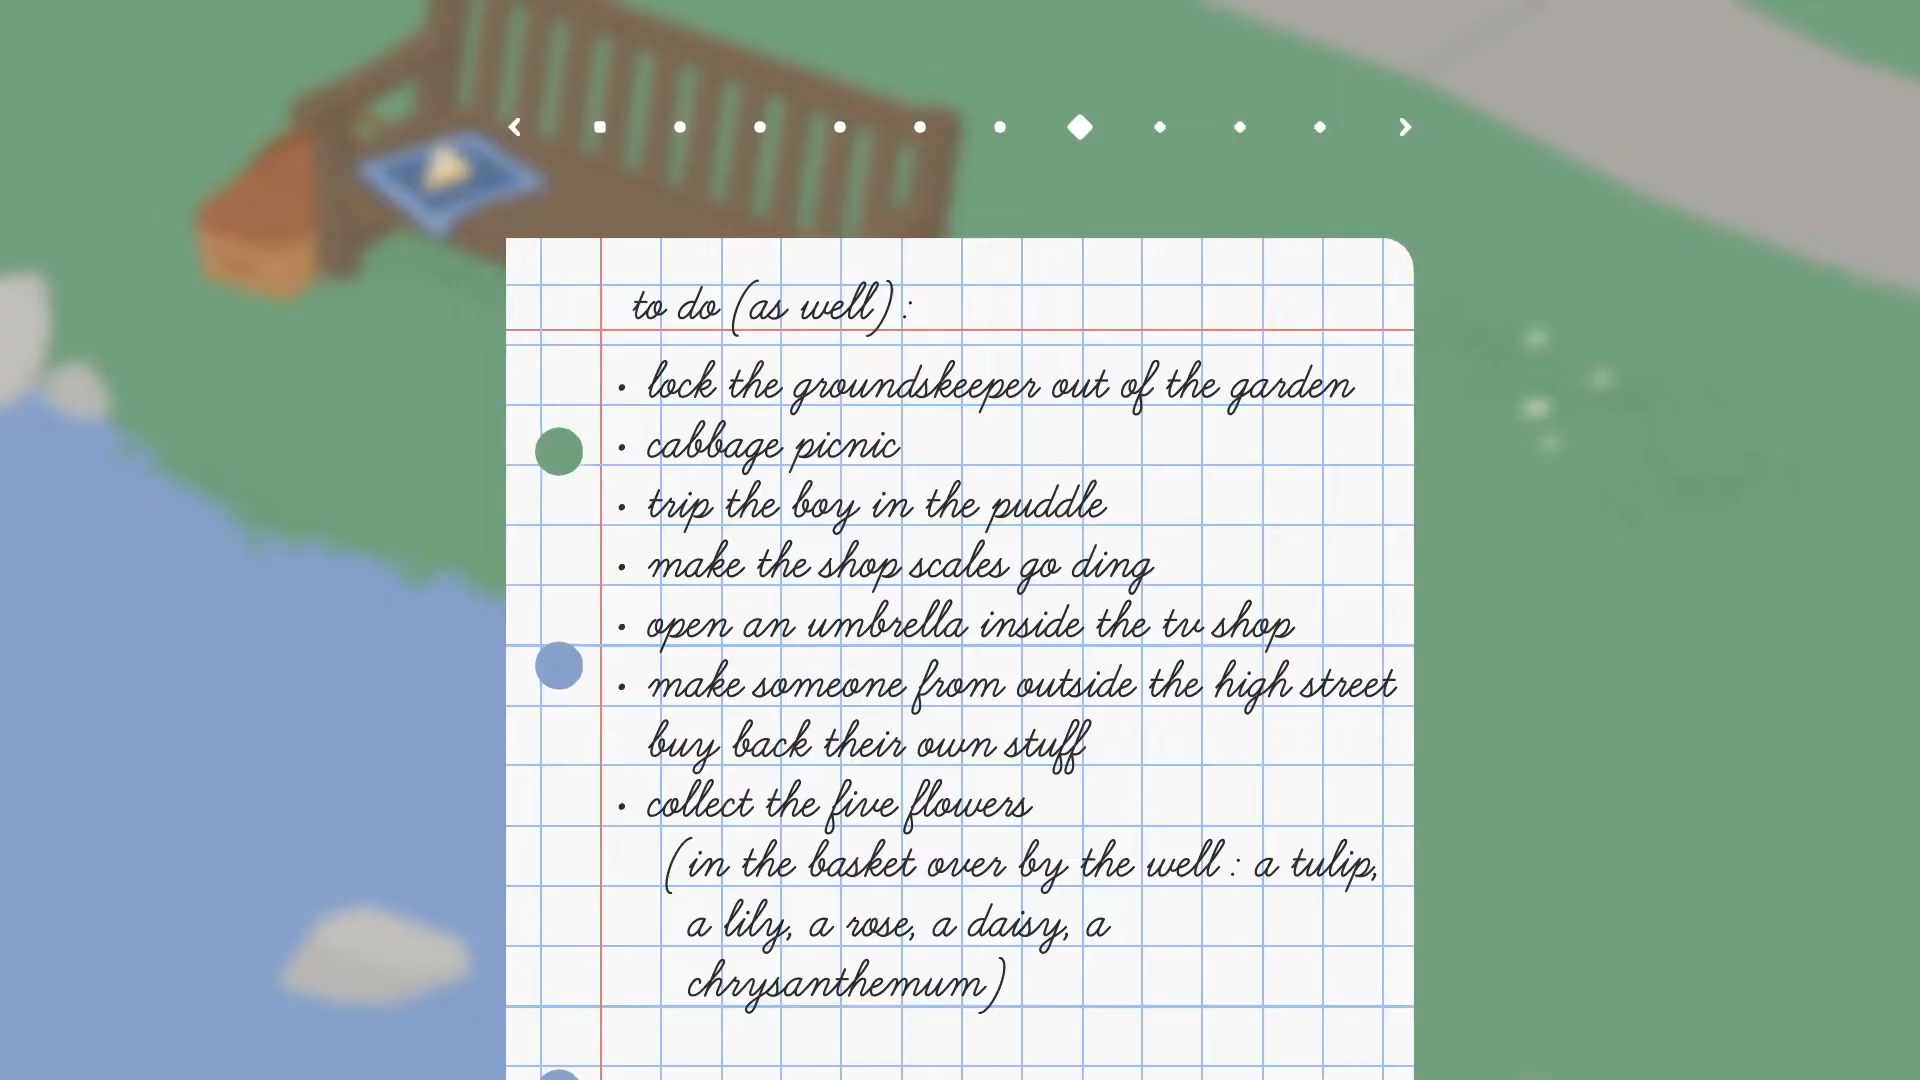 to do (as well) :
• lock the groundskeeper out of the garden
• cabbage picnic
• trip the boy in the puddle
• make the shop scales go ding
• open an umbrella inside the tv shop
• make someone from outside the high street
buy back their own stuff
• collect the five flowers
(in the basket over by the well : a tulip,
a lily, a rose, a daisy, a
chrysanthemum)